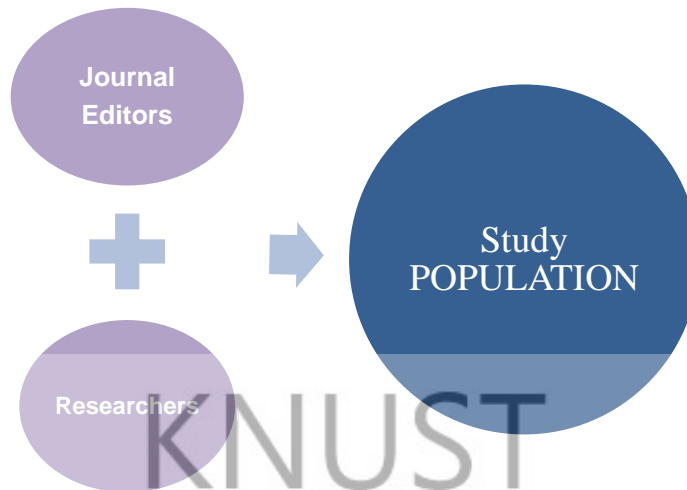 Journal
Editors
Study
POPULATION
Researchers
KNUST